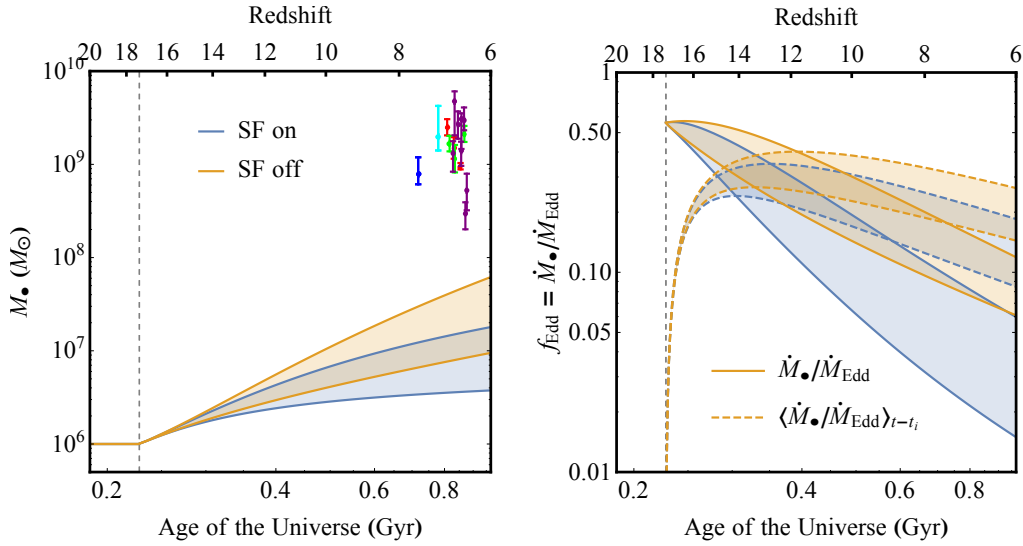 Redshift
20 18 16 14 12 10 8 6
10^10
10^9
10^8
10^7
10^6
M• (M⊙)
SF on
SF off
0.2 0.4 0.6 0.8
Age of the Universe (Gyr)
Redshift
20 18 16 14 12 10 8 6
1
0.50
0.10
0.05
0.01
f_Edd = Ṁ•/Ṁ_Edd
Ṁ•/Ṁ_Edd
⟨Ṁ•/Ṁ_Edd⟩_t−t_i
0.2 0.4 0.6 0.8
Age of the Universe (Gyr)